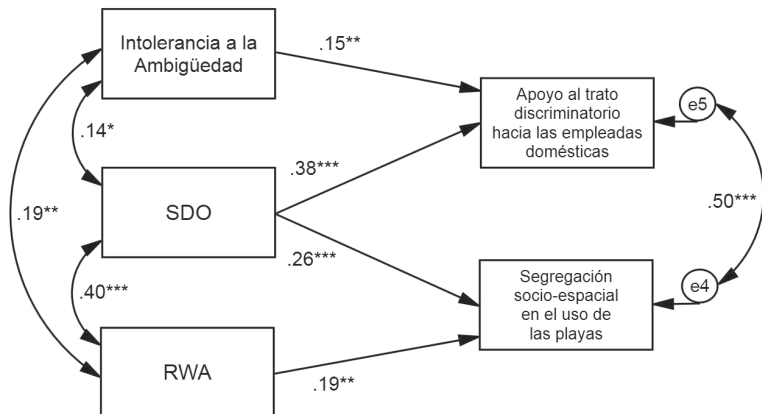 Intolerancia a la
Ambigüedad
.15**
Apoyo al trato
discriminatorio
hacia las empleadas
domésticas
e5
.14*
.38***
SDO
.19**
.50***
.26***
Segregación
socio-espacial
en el uso de
las playas
e4
.40***
RWA
.19**